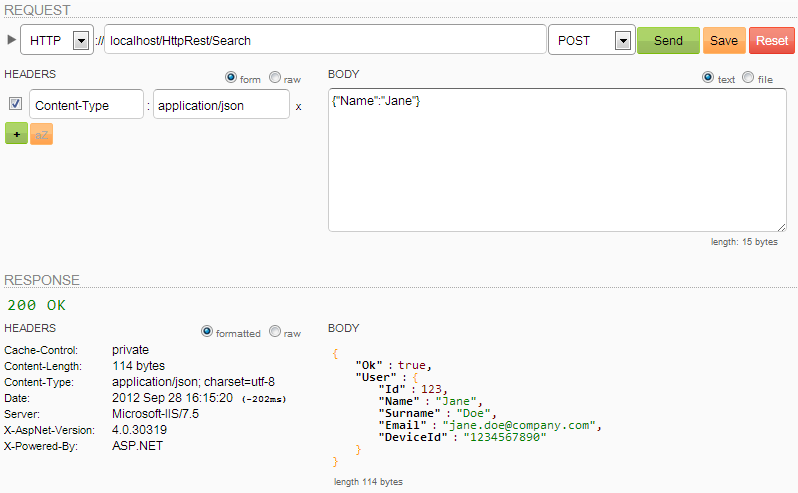 REQUEST
HTTP :// localhost/HttpRest/Search POST Send Save Reset
HEADERS form raw
Content-Type : application/json x
+ aZ
BODY text file
{"Name":"Jane"}
length: 15 bytes
RESPONSE
200 OK
HEADERS formatted raw
Cache-Control: private
Content-Length: 114 bytes
Content-Type: application/json; charset=utf-8
Date: 2012 Sep 28 16:15:20 (-202ms)
Server: Microsoft-IIS/7.5
X-AspNet-Version: 4.0.30319
X-Powered-By: ASP.NET
BODY
{
"Ok" : true,
"User" : {
"Id" : 123,
"Name" : "Jane",
"Surname" : "Doe",
"Email" : "jane.doe@company.com",
"DeviceId" : "1234567890"
}
}
length 114 bytes